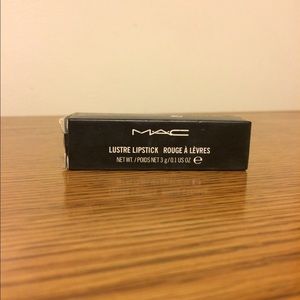 MAC
LUSTRE LIPSTICK ROUGE À LÈVRES
NET WT. / POIDS NET 3 g / 0.1 US OZ ℮